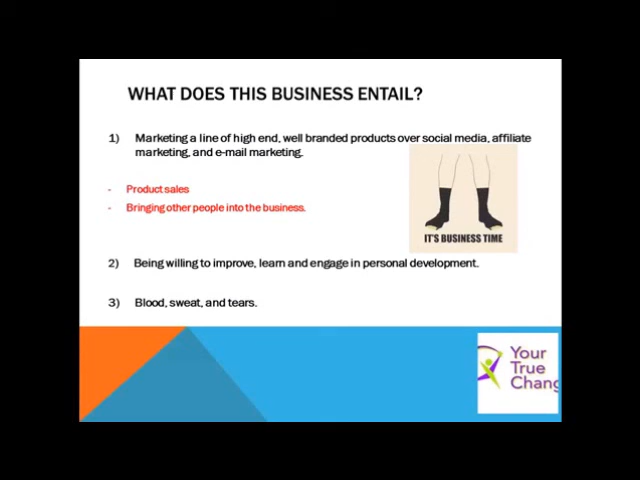 WHAT DOES THIS BUSINESS ENTAIL?
1) Marketing a line of high end, well branded products over social media, affiliate
marketing, and e-mail marketing.
- Product sales
- Bringing other people into the business.
IT'S BUSINESS TIME
2) Being willing to improve, learn and engage in personal development.
3) Blood, sweat, and tears.
Your
True
Chang